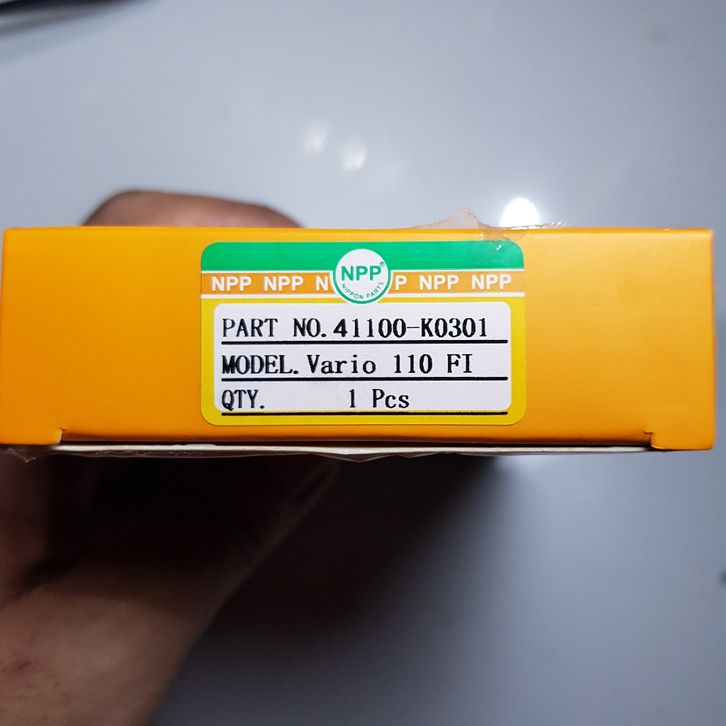 NPP NPP N P NPP NPP
NPP®
NIPPON PARTS
PART NO. 41100-K0301
MODEL. Vario 110 FI
QTY. 1 Pcs